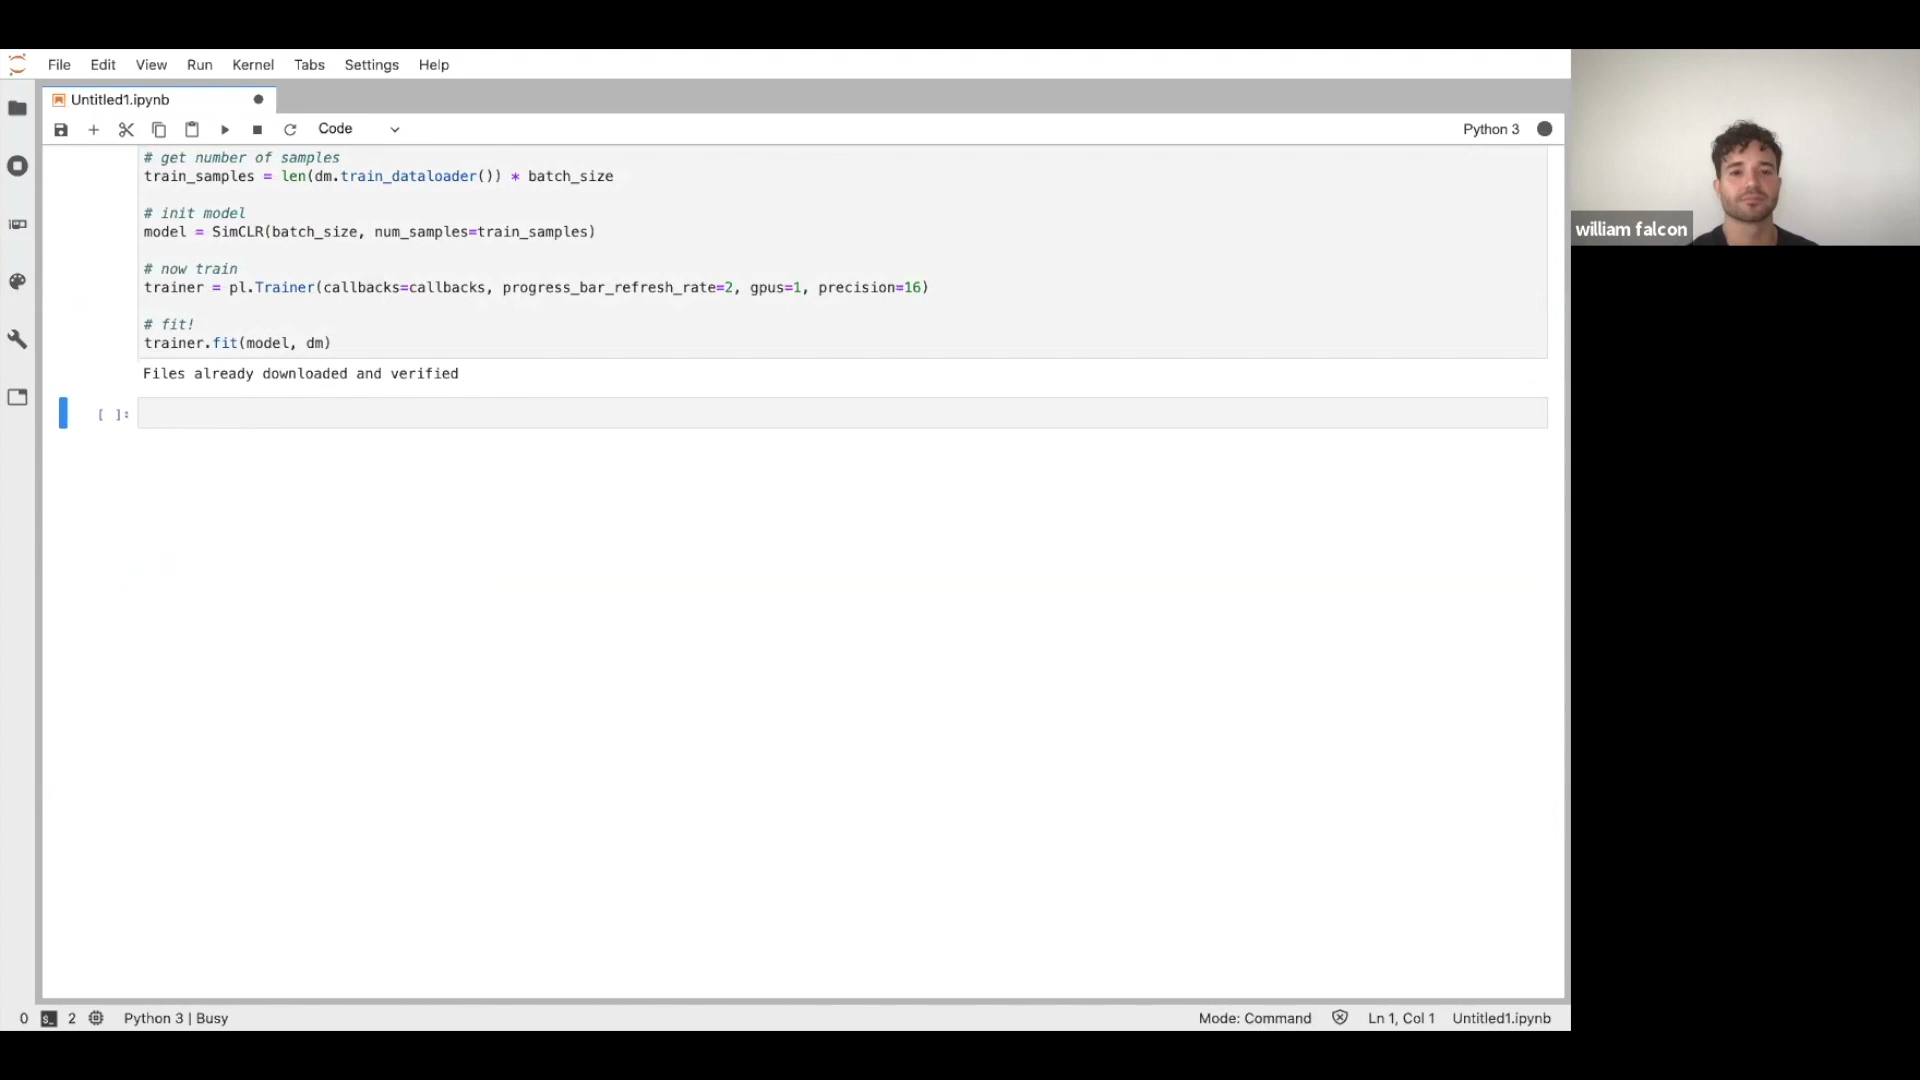 File Edit View Run Kernel Tabs Settings Help
Untitled1.ipynb
Code
Python 3
# get number of samples
train_samples = len(dm.train_dataloader()) * batch_size
# init model
model = SimCLR(batch_size, num_samples=train_samples)
# now train
trainer = pl.Trainer(callbacks=callbacks, progress_bar_refresh_rate=2, gpus=1, precision=16)
# fit!
trainer.fit(model, dm)
Files already downloaded and verified
[ ]:
william falcon
0 $_ 2 Python 3 | Busy Mode: Command Ln 1, Col 1 Untitled1.ipynb